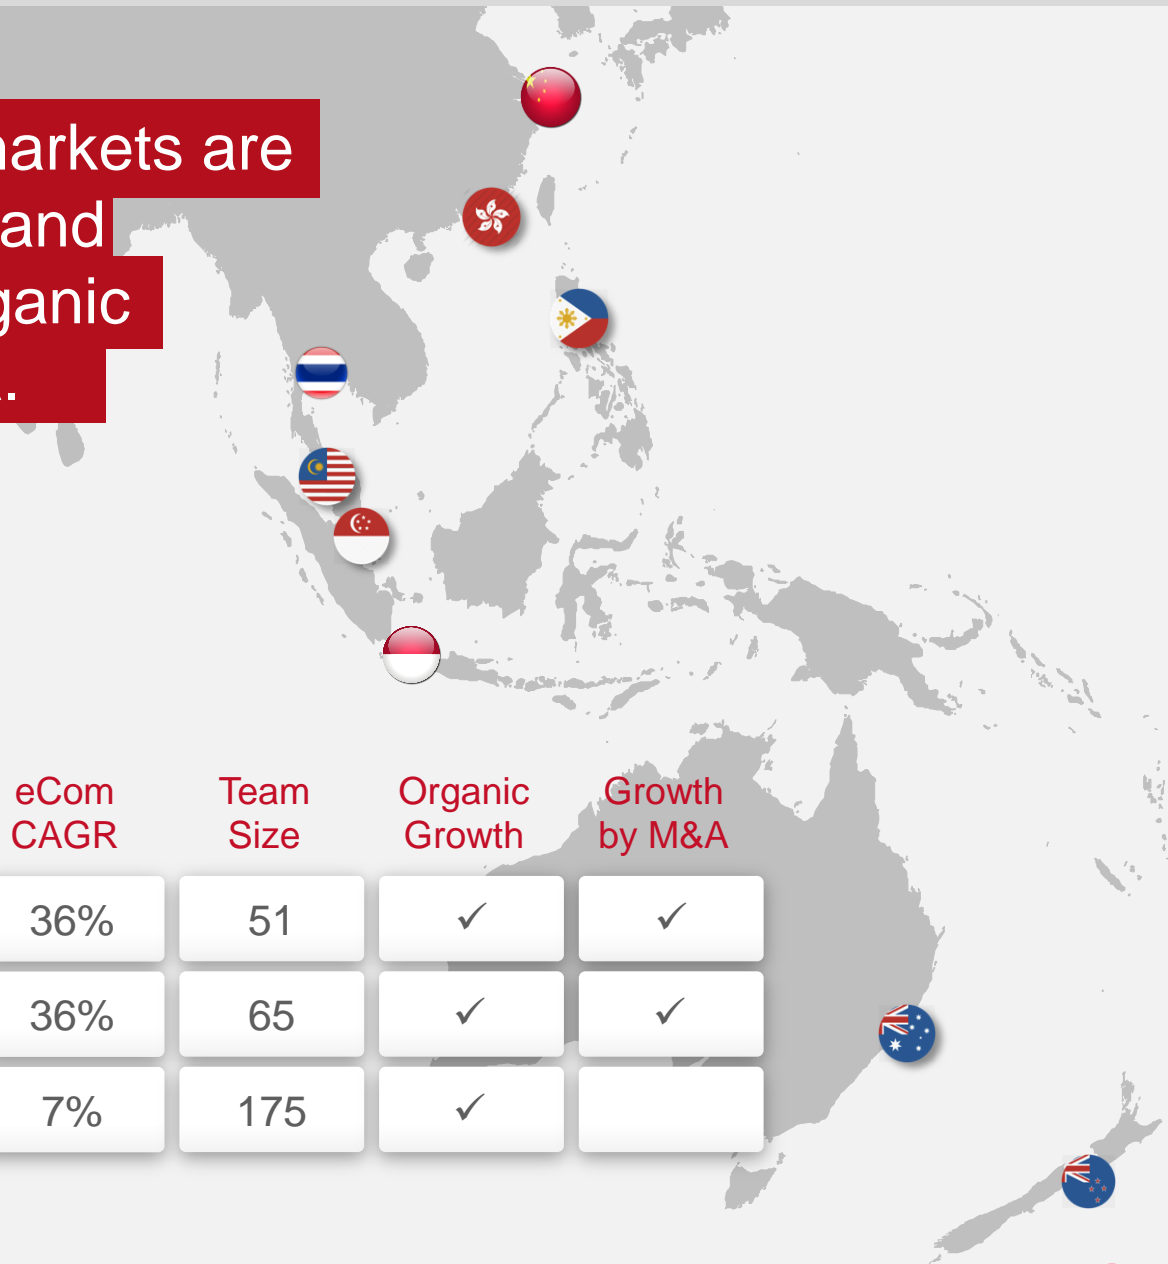 arkets are
and
ganic
.
eCom Team Organic Growth
CAGR Size Growth by M&A
36% 51 ✓ ✓
36% 65 ✓ ✓
7% 175 ✓